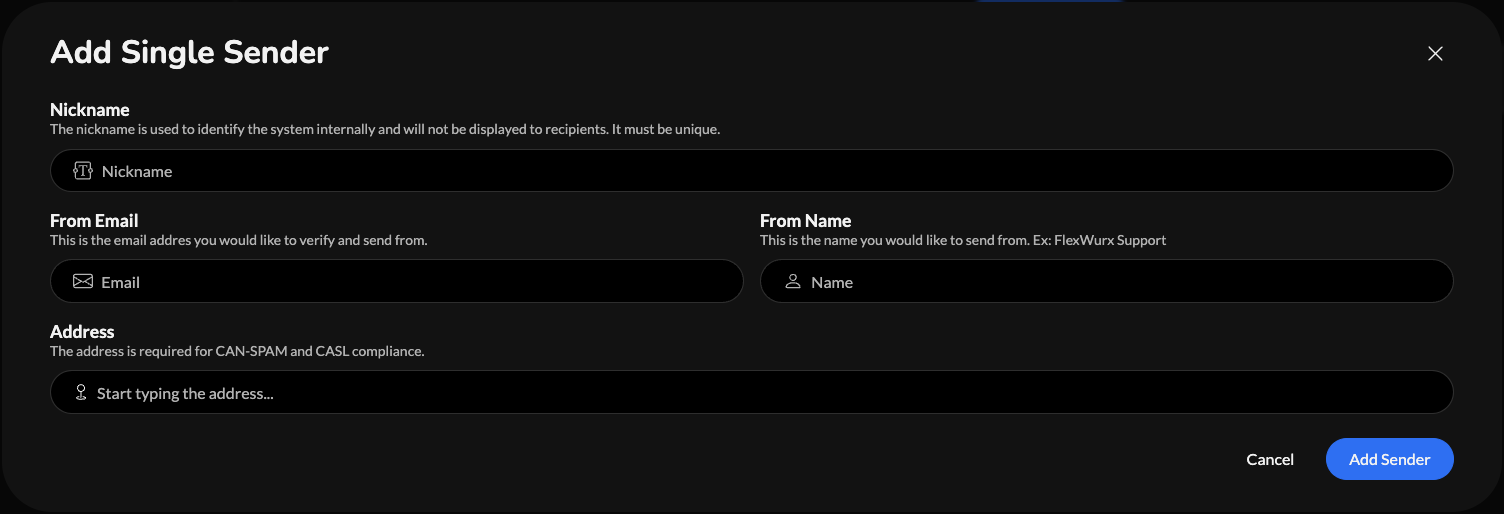 Add Single Sender
Nickname
The nickname is used to identify the system internally and will not be displayed to recipients. It must be unique.
Nickname
From Email
This is the email addres you would like to verify and send from.
Email
From Name
This is the name you would like to send from. Ex: FlexWurx Support
Name
Address
The address is required for CAN-SPAM and CASL compliance.
Start typing the address...
Cancel
Add Sender